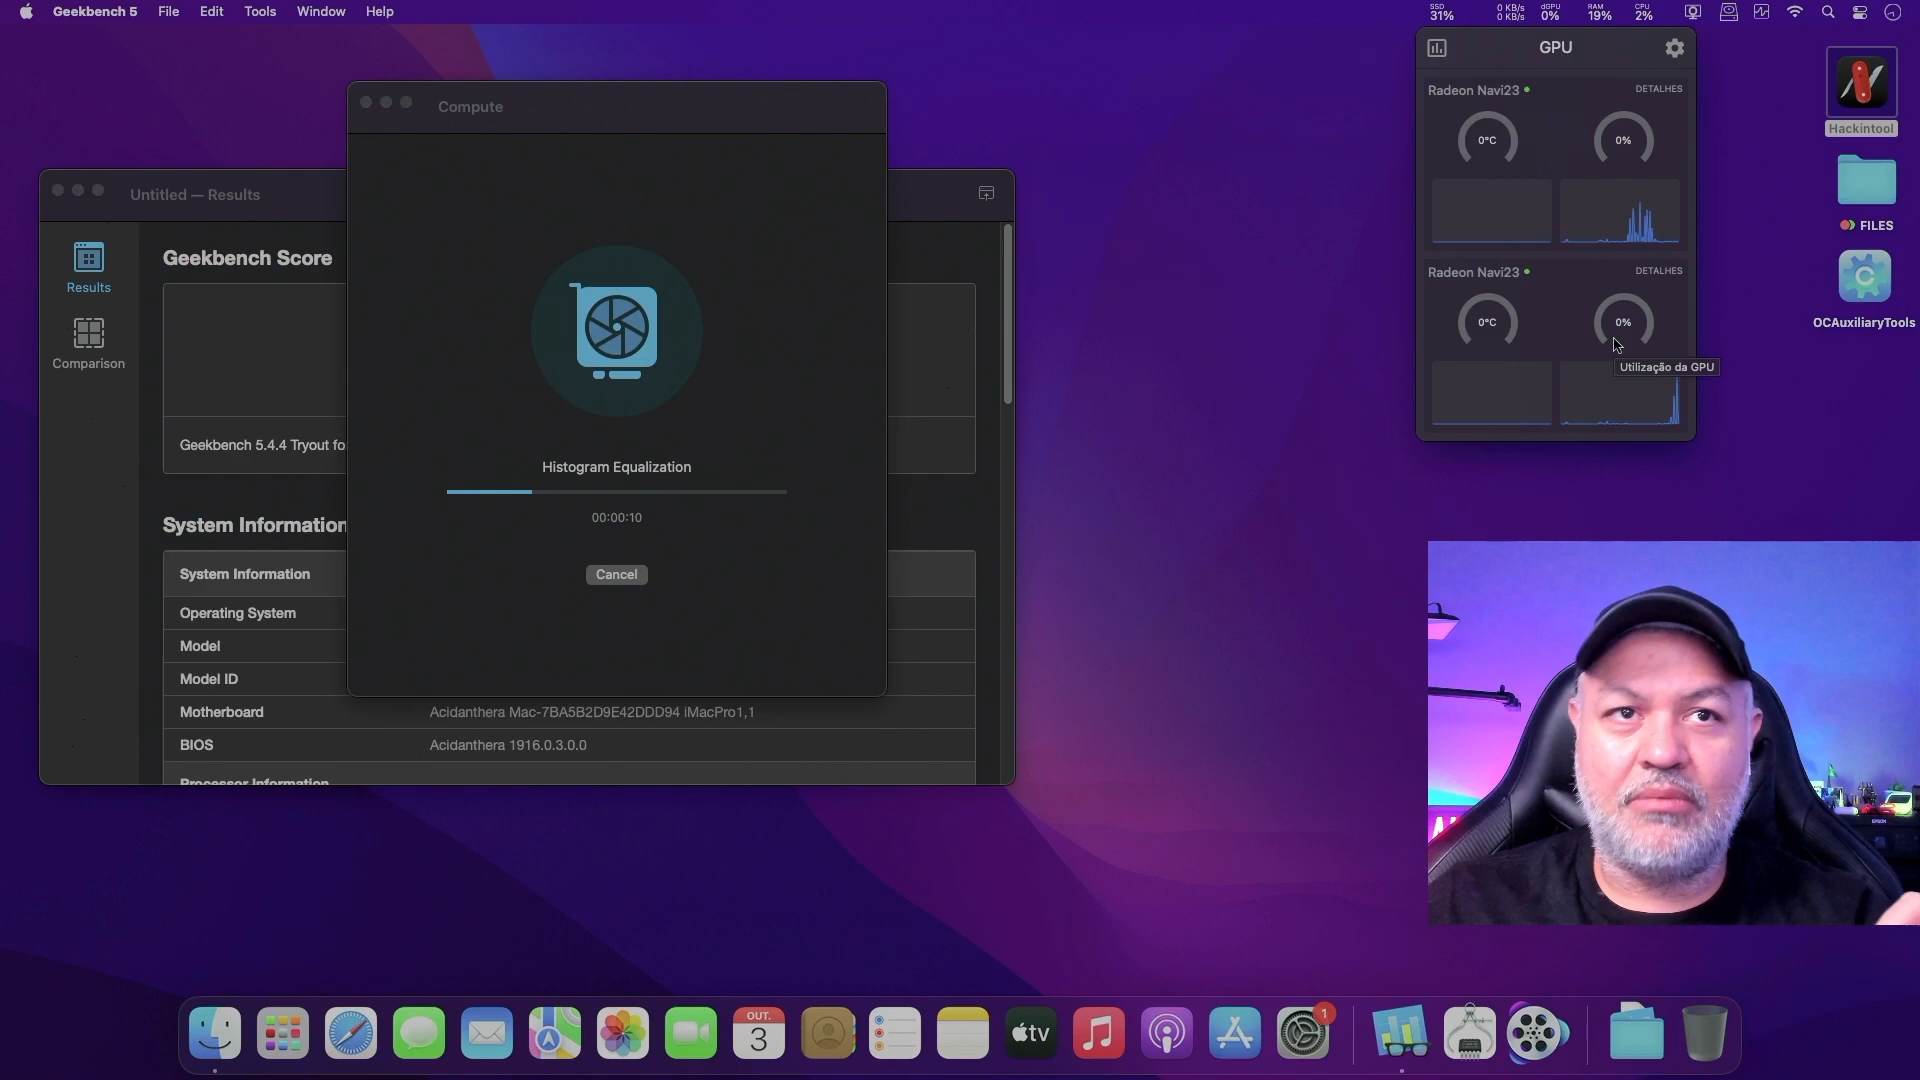 Geekbench 5 File Edit Tools Window Help
SSD 31%
0 KB/s
0 KB/s
dGPU 0%
RAM 19%
CPU 2%
GPU
Radeon Navi23 DETALHES
0°C 0%
Radeon Navi23 DETALHES
0°C 0%
Utilização da GPU
Hackintool
FILES
OCAuxiliaryTools
Compute
Histogram Equalization
00:00:10
Cancel
Untitled — Results
Results
Comparison
Geekbench Score
Geekbench 5.4.4 Tryout fo
System Information
System Information
Operating System
Model
Model ID
Motherboard Acidanthera Mac-7BA5B2D9E42DDD94 iMacPro1,1
BIOS Acidanthera 1916.0.3.0.0
Processor Information
EPSON
OUT.
3
tv
1